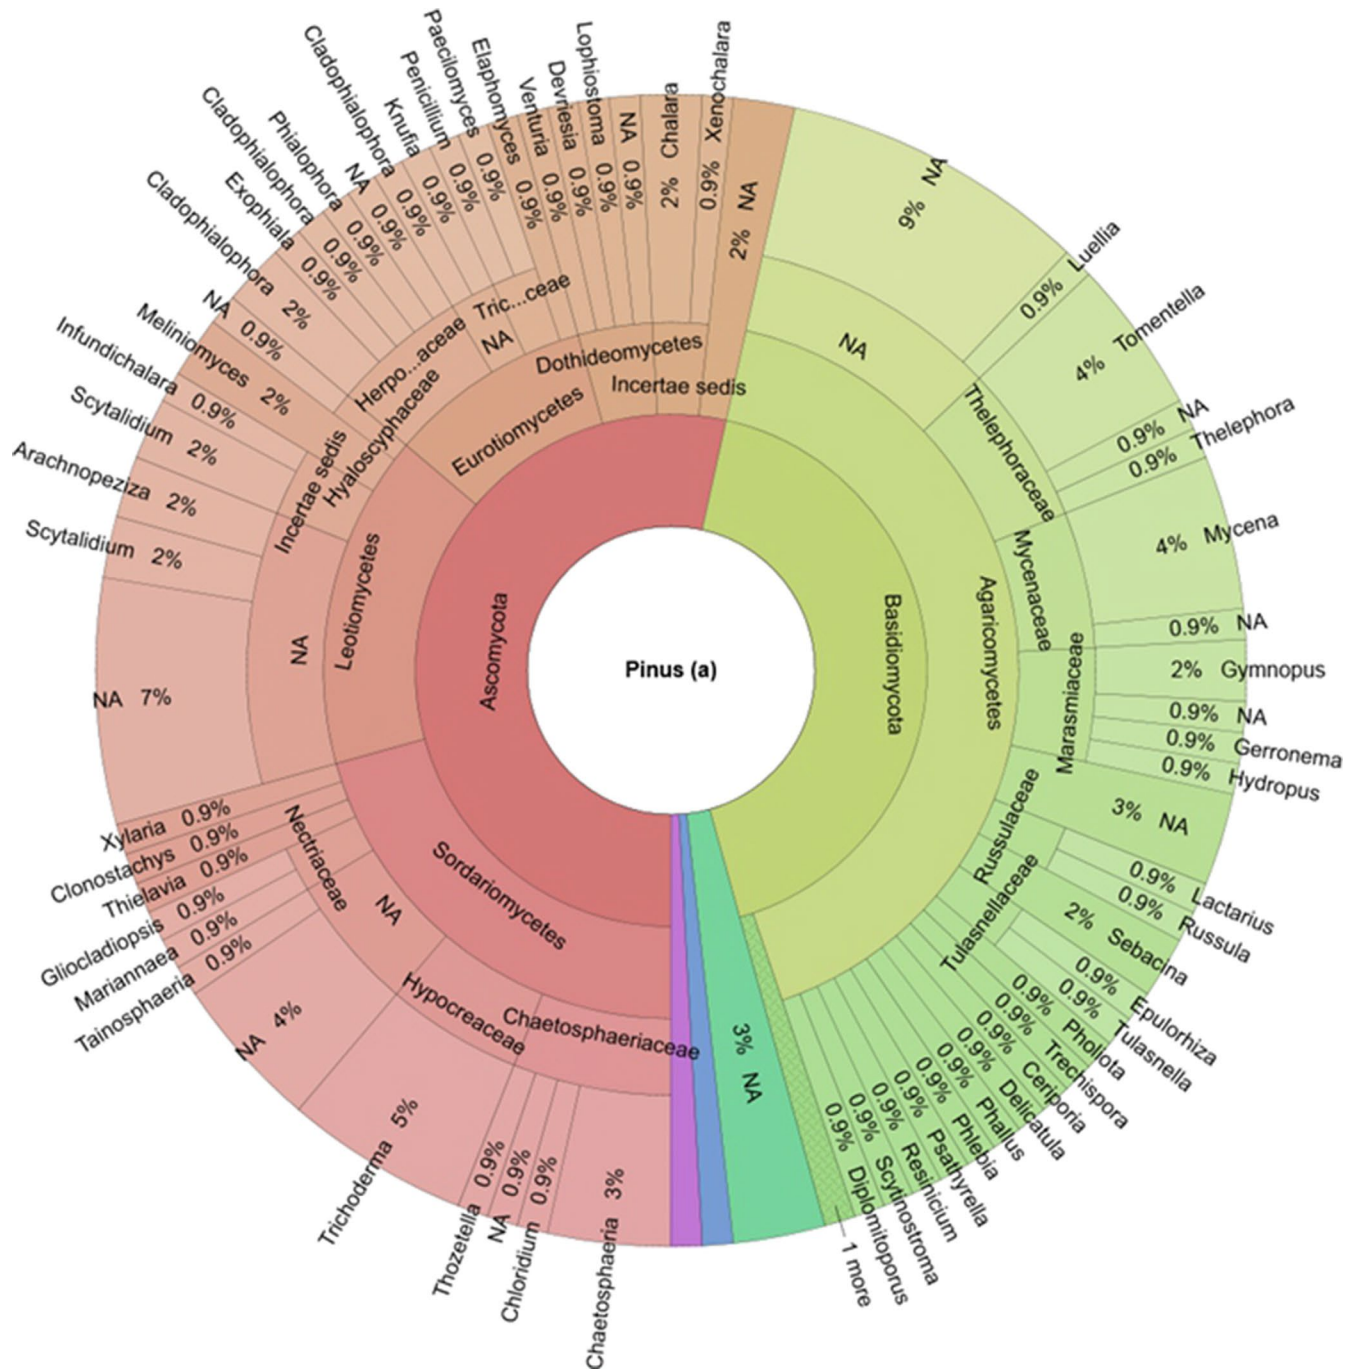 Pinus (a)
Ascomycota
Basidiomycota
Agaricomycetes
NA
9% NA
Thelephoraceae
0.9% Luellia
4% Tomentella
0.9% NA
0.9% Thelephora
Mycenaceae
4% Mycena
0.9% NA
Marasmiaceae
2% Gymnopus
0.9% NA
0.9% Gerronema
0.9% Hydropus
3% NA
Russulaceae
0.9% Lactarius
0.9% Russula
2% Sebacina
Tulasnellaceae
0.9% Epulorhiza
0.9% Tulasnella
0.9% Pholiota
0.9% Trechispora
0.9% Ceriporia
0.9% Delicatula
0.9% Phallus
0.9% Phlebia
0.9% Psathyrella
0.9% Resinicium
0.9% Scytinostroma
0.9% Diplomitoporus
1 more
3% NA
Sordariomycetes
Chaetosphaeriaceae
Chaetosphaeria 3%
Chloridium 0.9%
NA 0.9%
Thozetella 0.9%
Hypocreaceae
Trichoderma 5%
NA
NA 4%
Nectriaceae
Tainosphaeria 0.9%
Mariannaea 0.9%
Gliocladiopsis 0.9%
Thielavia 0.9%
Clonostachys 0.9%
Xylaria 0.9%
Leotiomycetes
NA
NA 7%
Scytalidium 2%
Arachnopeziza 2%
Incertae sedis
Scytalidium 2%
Infundichalara 0.9%
Hyaloscyphaceae
Meliniomyces 2%
NA 0.9%
Eurotiomycetes
Herpo...aceae
Cladophialophora 2%
Exophiala 0.9%
Cladophialophora 0.9%
Phialophora 0.9%
NA 0.9%
NA
Cladophialophora 0.9%
Knufia 0.9%
Tric...ceae
Penicillium 0.9%
Paecilomyces 0.9%
Elaphomyces 0.9%
Dothideomycetes
Venturia 0.9%
Devriesia 0.9%
Lophiostoma 0.9%
NA 0.9%
Incertae sedis
2% Chalara
0.9% Xenochalara
2% NA